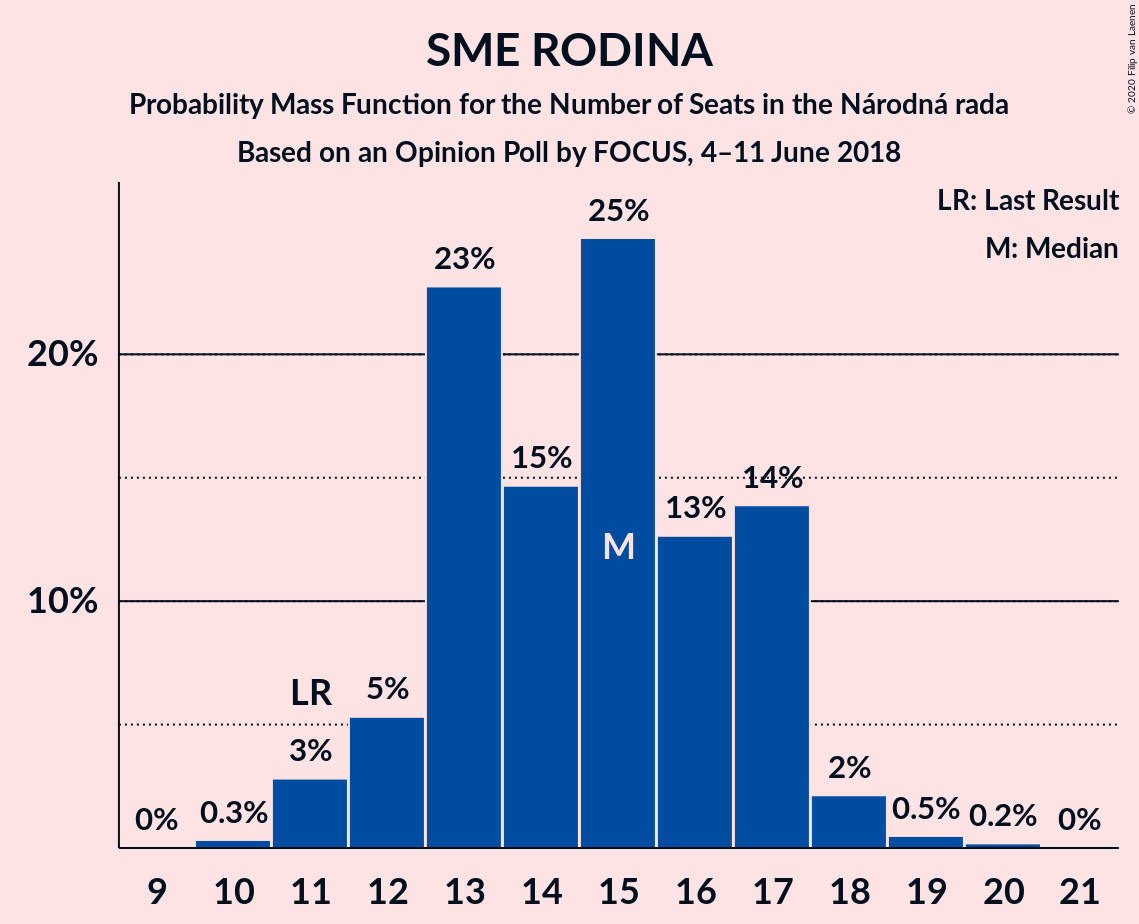 SME RODINA
Probability Mass Function for the Number of Seats in the Národná rada
Based on an Opinion Poll by FOCUS, 4–11 June 2018
© 2020 Filip van Laenen
LR: Last Result
M: Median
20%
10%
0%
0.3%
LR
3%
5%
23%
15%
25%
M
13%
14%
2%
0.5%
0.2%
0%
9 10 11 12 13 14 15 16 17 18 19 20 21